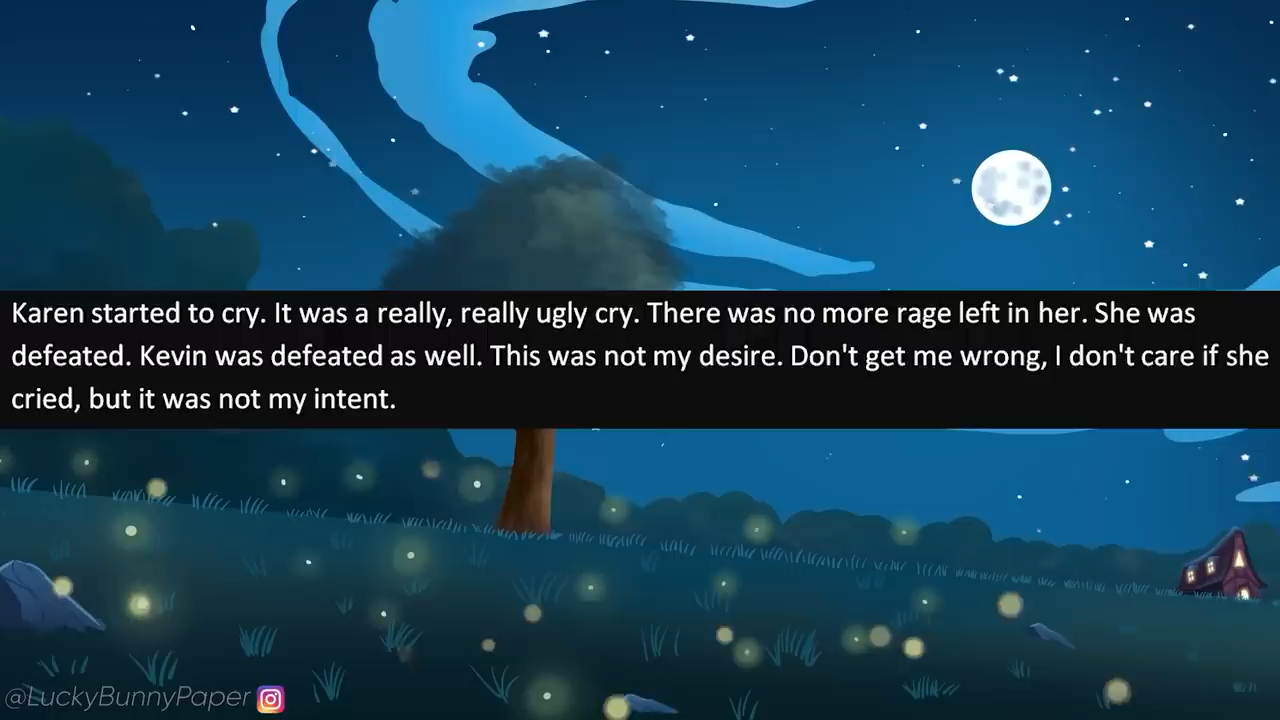 Karen started to cry. It was a really, really ugly cry. There was no more rage left in her. She was
defeated. Kevin was defeated as well. This was not my desire. Don't get me wrong, I don't care if she
cried, but it was not my intent.
@LuckyBunnyPaper